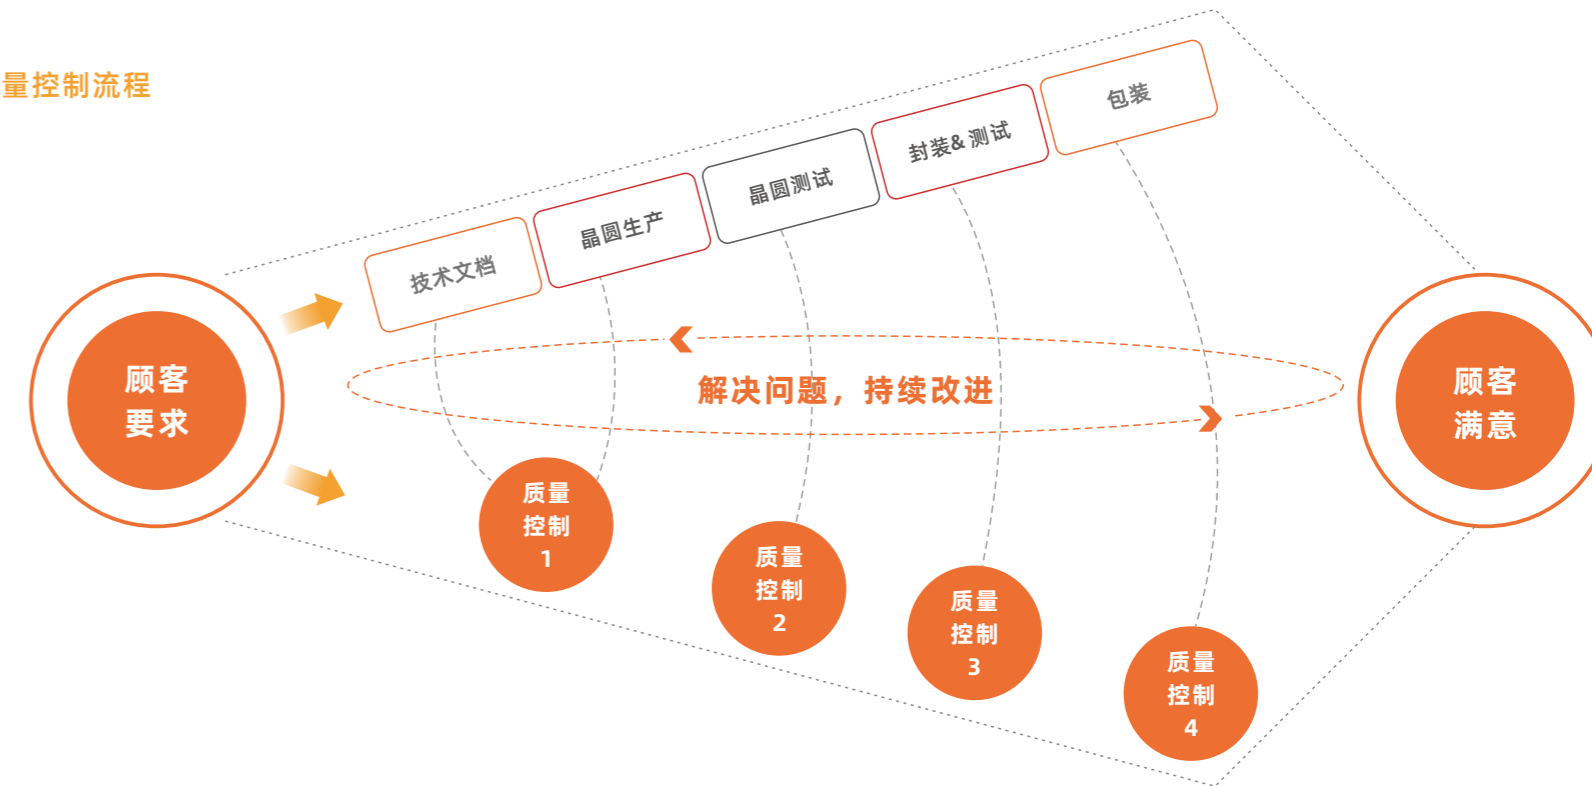 量控制流程
技术文档
晶圆生产
晶圆测试
封装&测试
包装
顾客
要求
解决问题，持续改进
顾客
满意
质量
控制
1
质量
控制
2
质量
控制
3
质量
控制
4